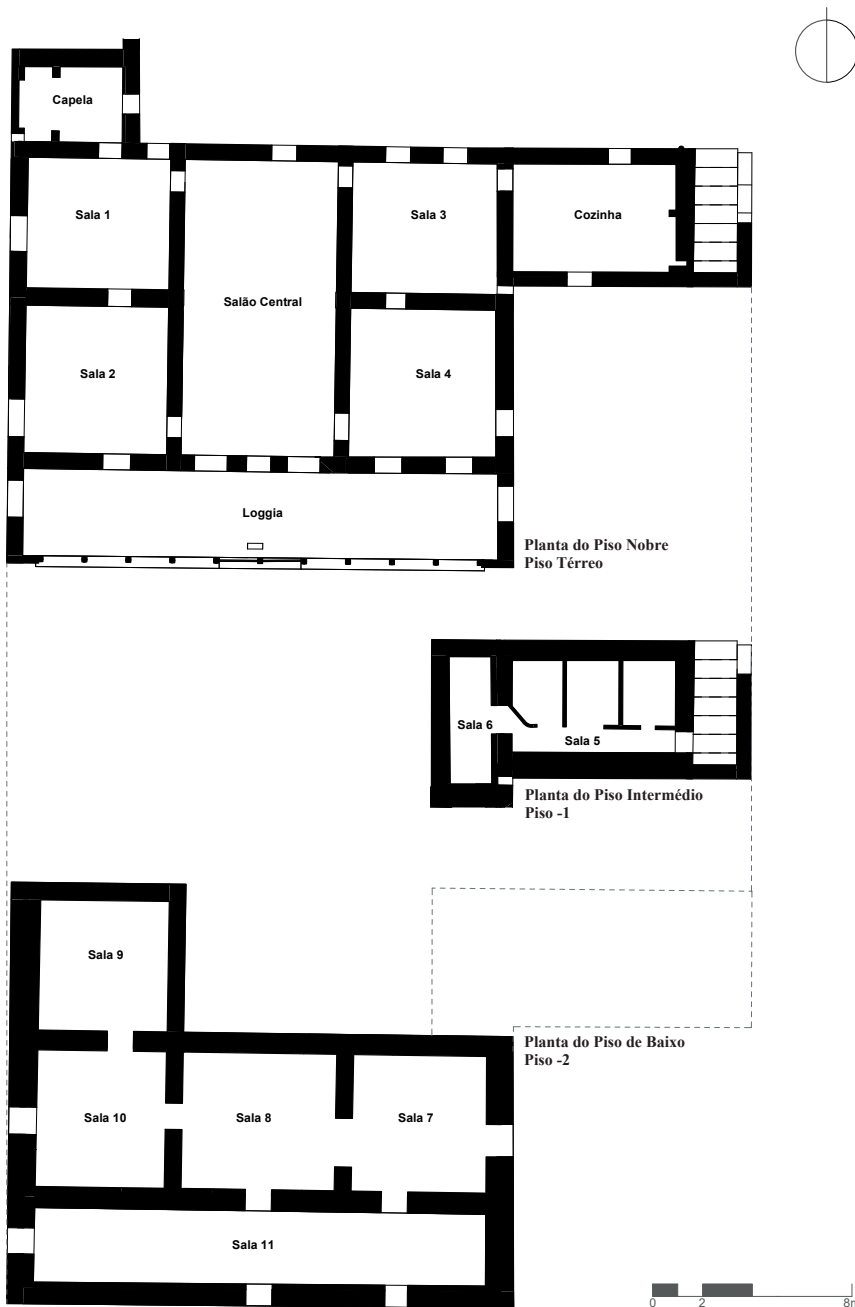 Capela
Sala 1
Sala 3
Cozinha
Salão Central
Sala 2
Sala 4
Loggia
Planta do Piso Nobre
Piso Térreo
Sala 6
Sala 5
Planta do Piso Intermédio
Piso -1
Sala 9
Planta do Piso de Baixo
Piso -2
Sala 10
Sala 8
Sala 7
Sala 11
0 2 8m